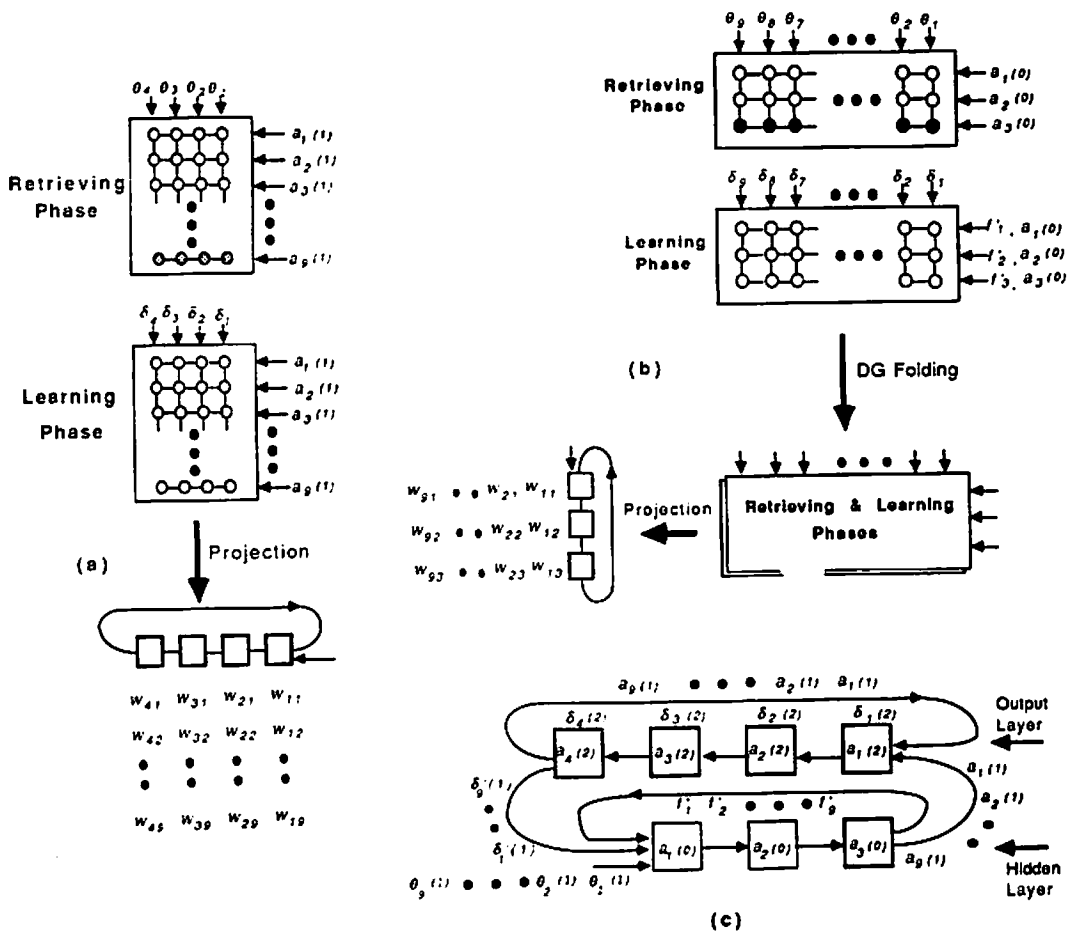 θ4 θ3 θ2 θ1
Retrieving
Phase
a1(1)
a2(1)
a3(1)
a9(1)
δ4 δ3 δ2 δ1
Learning
Phase
a1(1)
a2(1)
a3(1)
a9(1)
(a)
Projection
w41 w31 w21 w11
w42 w32 w22 w12
w49 w39 w29 w19
θ9 θ8 θ7 θ2 θ1
Retrieving
Phase
a1(0)
a2(0)
a3(0)
δ9 δ8 δ7 δ2 δ1
Learning
Phase
f'1, a1(0)
f'2, a2(0)
f'3, a3(0)
(b)
DG Folding
Retrieving & Learning
Phases
Projection
w91 w21 w11
w92 w22 w12
w93 w23 w13
a9(1) a2(1) a1(1)
δ4(2) δ3(2) δ2(2) δ1(2)
a4(2) a3(2) a2(2) a1(2)
Output
Layer
a1(1)
a2(1)
a9(1)
δ9(1)
δ1(1)
f'1 f'2 f'9
a1(0) a2(0) a3(0)
Hidden
Layer
θ9(1) θ2(1) θ1(1)
(c)